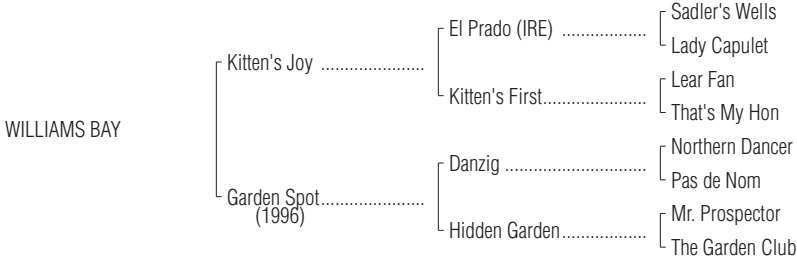 Sadler's Wells
El Prado (IRE) ..................
Lady Capulet
Kitten's Joy ......................
Lear Fan
Kitten's First......................
That's My Hon
WILLIAMS BAY
Northern Dancer
Danzig ..............................
Pas de Nom
Garden Spot......................
(1996)
Mr. Prospector
Hidden Garden..................
The Garden Club